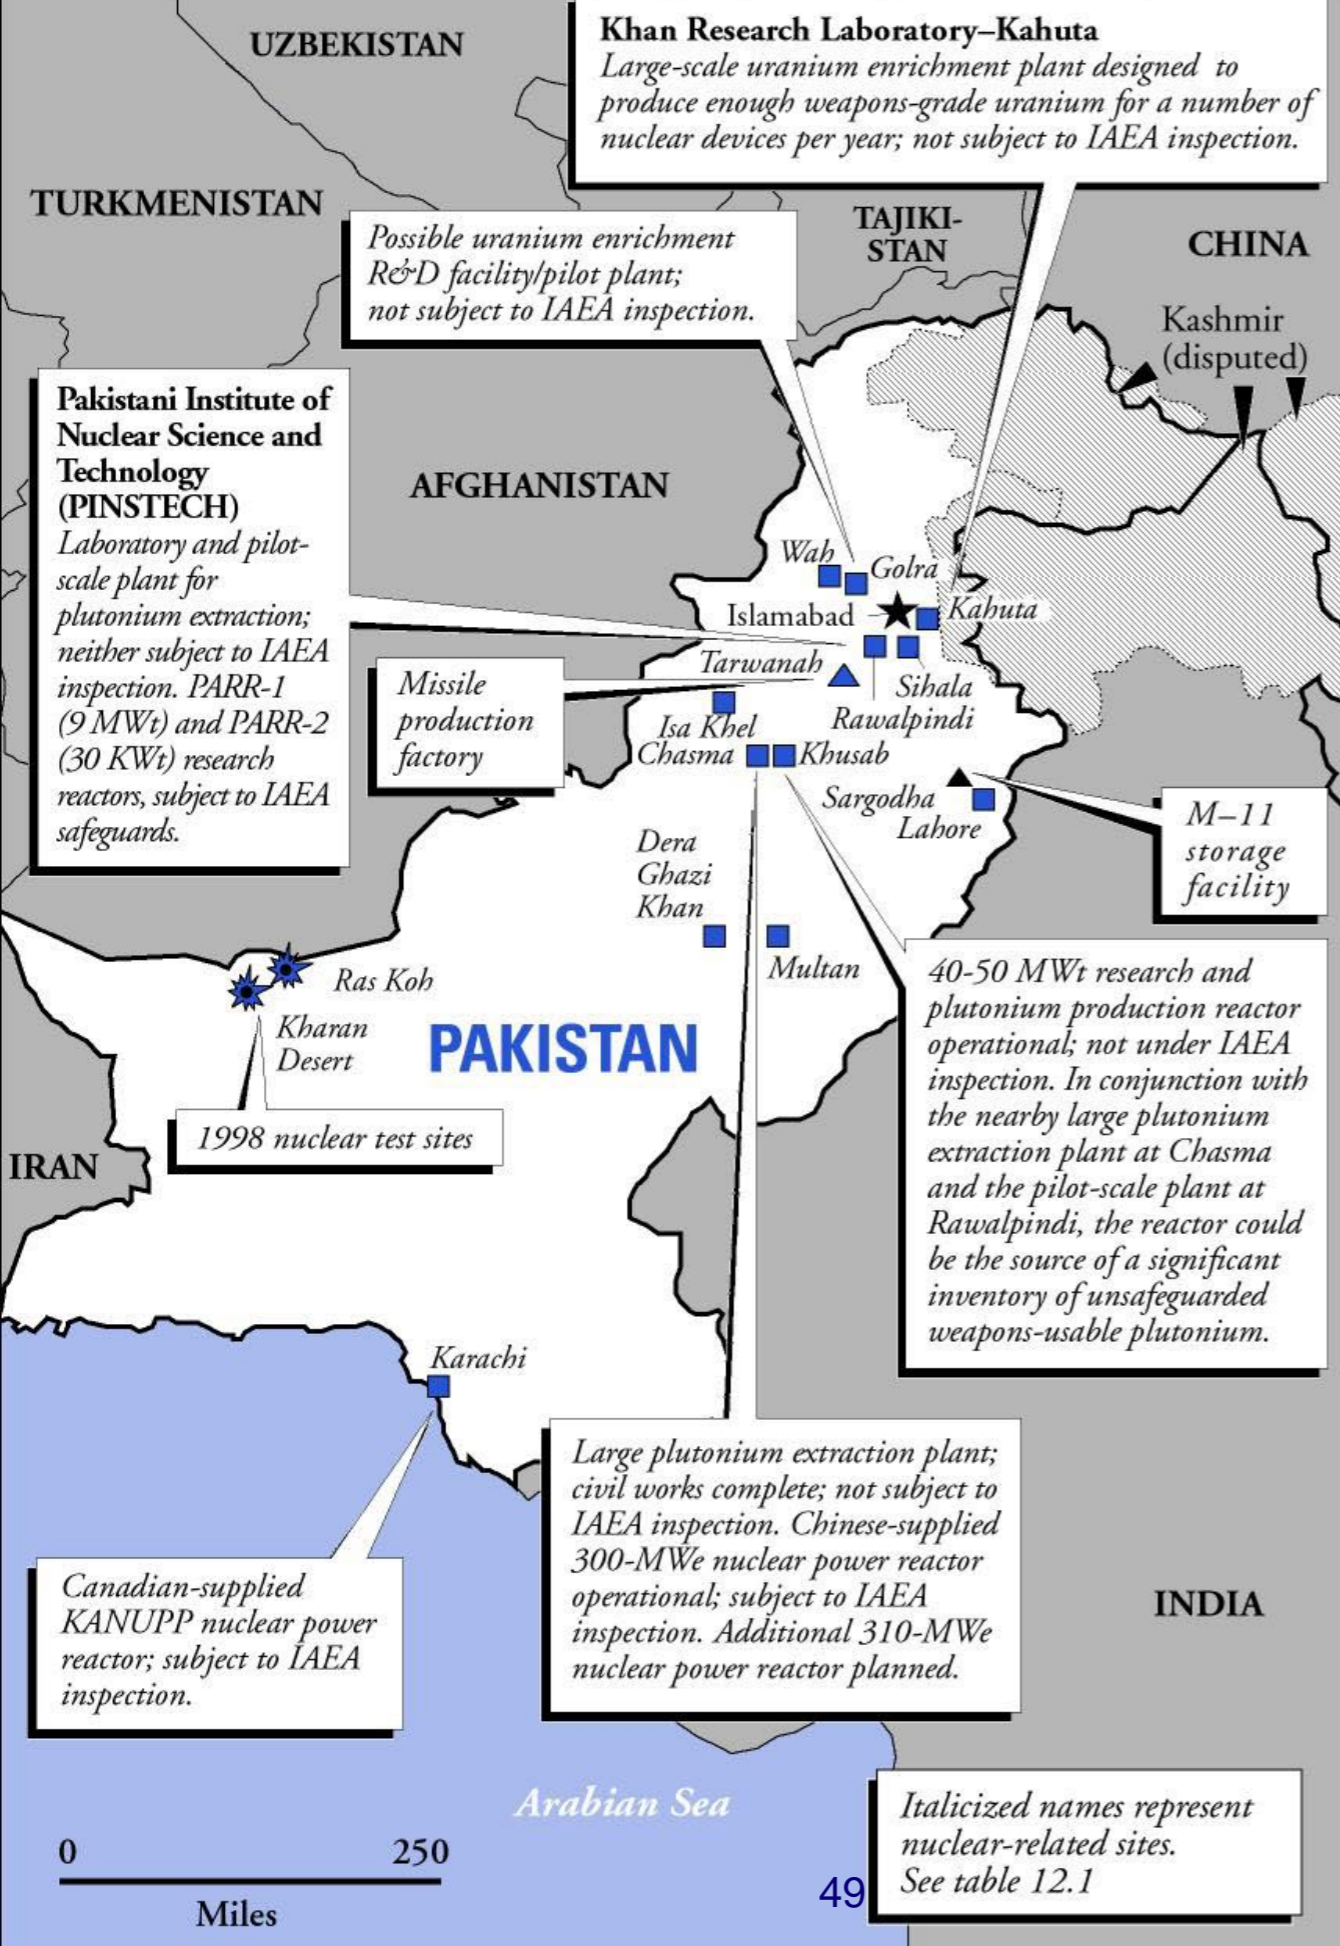 UZBEKISTAN
Khan Research Laboratory–Kahuta
Large-scale uranium enrichment plant designed to
produce enough weapons-grade uranium for a number of
nuclear devices per year; not subject to IAEA inspection.
TURKMENISTAN
Possible uranium enrichment
R&D facility/pilot plant;
not subject to IAEA inspection.
TAJIKI-
STAN
CHINA
Kashmir
(disputed)
Pakistani Institute of
Nuclear Science and
Technology
(PINSTECH)
Laboratory and pilot-
scale plant for
plutonium extraction;
neither subject to IAEA
inspection. PARR-1
(9 MWt) and PARR-2
(30 KWt) research
reactors, subject to IAEA
safeguards.
AFGHANISTAN
Wah
Golra
Islamabad
Kahuta
Tarwanah
Sihala
Rawalpindi
Missile
production
factory
Isa Khel
Chasma
Khusab
Sargodha
Lahore
M–11
storage
facility
Dera
Ghazi
Khan
Multan
Ras Koh
Kharan
Desert
PAKISTAN
1998 nuclear test sites
IRAN
40-50 MWt research and
plutonium production reactor
operational; not under IAEA
inspection. In conjunction with
the nearby large plutonium
extraction plant at Chasma
and the pilot-scale plant at
Rawalpindi, the reactor could
be the source of a significant
inventory of unsafeguarded
weapons-usable plutonium.
Karachi
Large plutonium extraction plant;
civil works complete; not subject to
IAEA inspection. Chinese-supplied
300-MWe nuclear power reactor
operational; subject to IAEA
inspection. Additional 310-MWe
nuclear power reactor planned.
Canadian-supplied
KANUPP nuclear power
reactor; subject to IAEA
inspection.
INDIA
Arabian Sea
Italicized names represent
nuclear-related sites.
See table 12.1
0 250
Miles
49